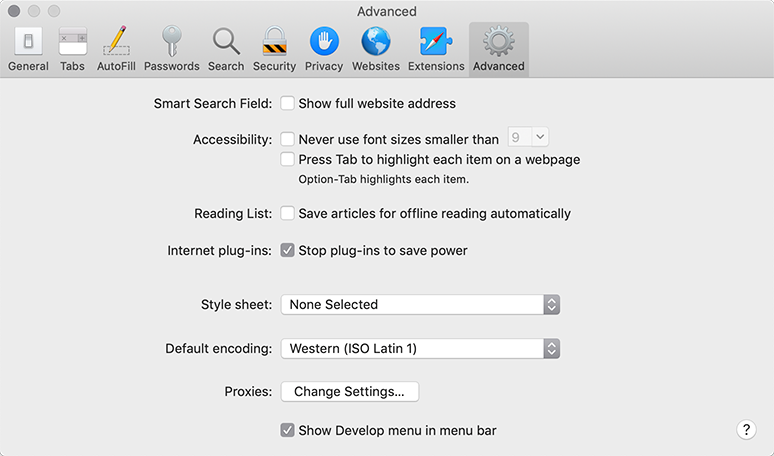 Advanced
General Tabs AutoFill Passwords Search Security Privacy Websites Extensions Advanced
Smart Search Field: Show full website address
Accessibility: Never use font sizes smaller than 9
Press Tab to highlight each item on a webpage
Option-Tab highlights each item.
Reading List: Save articles for offline reading automatically
Internet plug-ins: Stop plug-ins to save power
Style sheet: None Selected
Default encoding: Western (ISO Latin 1)
Proxies: Change Settings...
Show Develop menu in menu bar ?